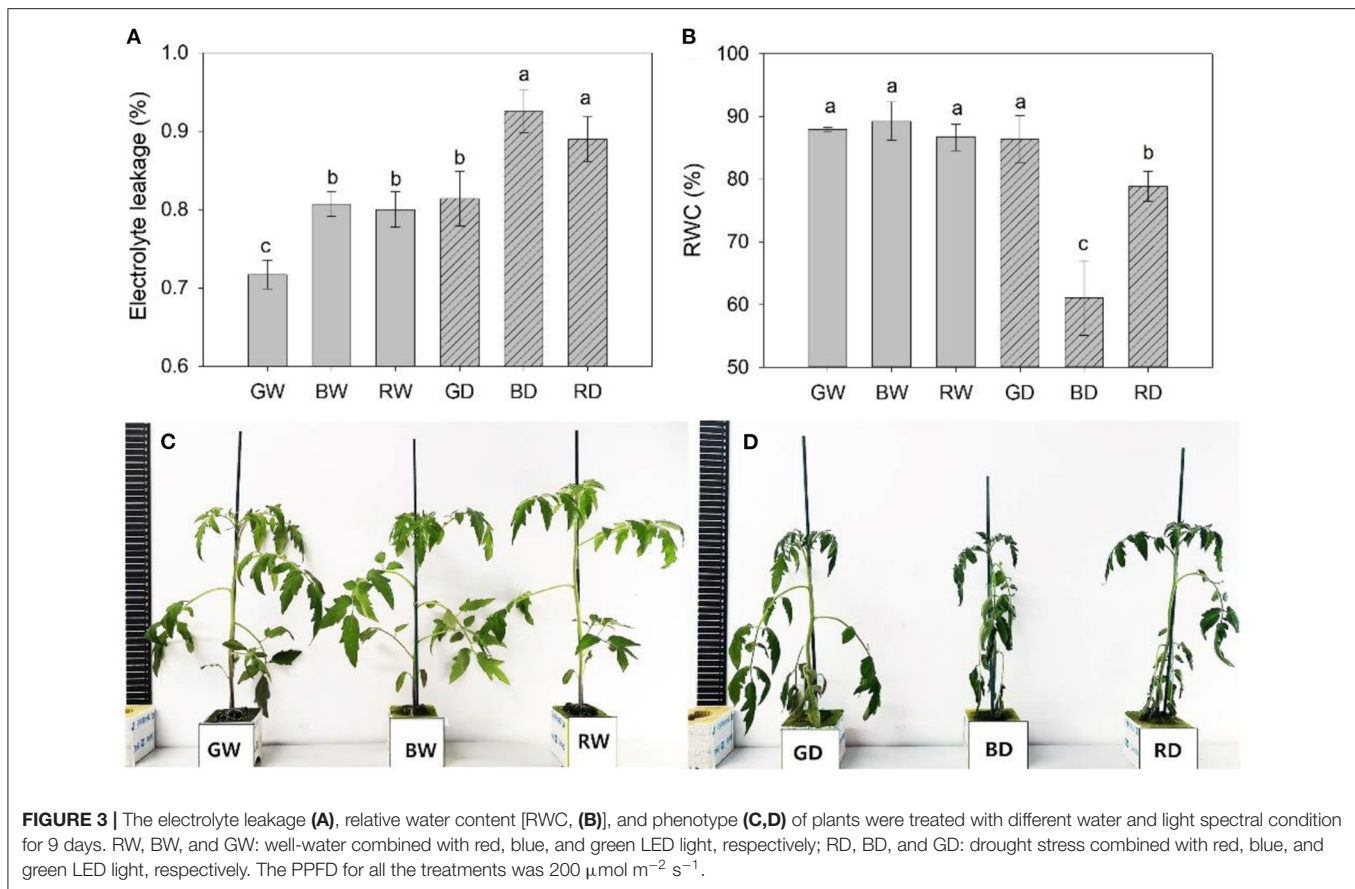 A
B
1.0
0.9
0.8
0.7
0.6
Electrolyte leakage (%)
c
b
b
b
a
a
GW
BW
RW
GD
BD
RD
100
90
80
70
60
50
RWC (%)
a
a
a
a
c
b
GW
BW
RW
GD
BD
RD
C
D
GW
BW
RW
GD
BD
RD
FIGURE 3 | The electrolyte leakage (A), relative water content [RWC, (B)], and phenotype (C,D) of plants were treated with different water and light spectral condition
for 9 days. RW, BW, and GW: well-water combined with red, blue, and green LED light, respectively; RD, BD, and GD: drought stress combined with red, blue, and
green LED light, respectively. The PPFD for all the treatments was 200 μmol m⁻² s⁻¹.